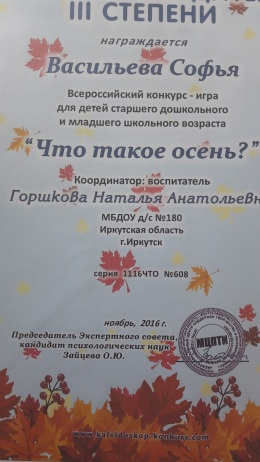 III СТЕПЕНИ
награждается
Васильева Софья
Всероссийский конкурс - игра
для детей старшего дошкольного
и младшего школьного возраста
“Что такое осень?”
Координатор: воспитатель
Горшкова Наталья Анатольевн
МБДОУ д/с №180
Иркутская область
г.Иркутск
серия 1116ЧТО №608
ноябрь, 2016 г.
Председатель Экспертного совета,
кандидат психологических наук
Зайцева О.Ю.
МЦПТИ
www.kaleidoskop-konkurs.com